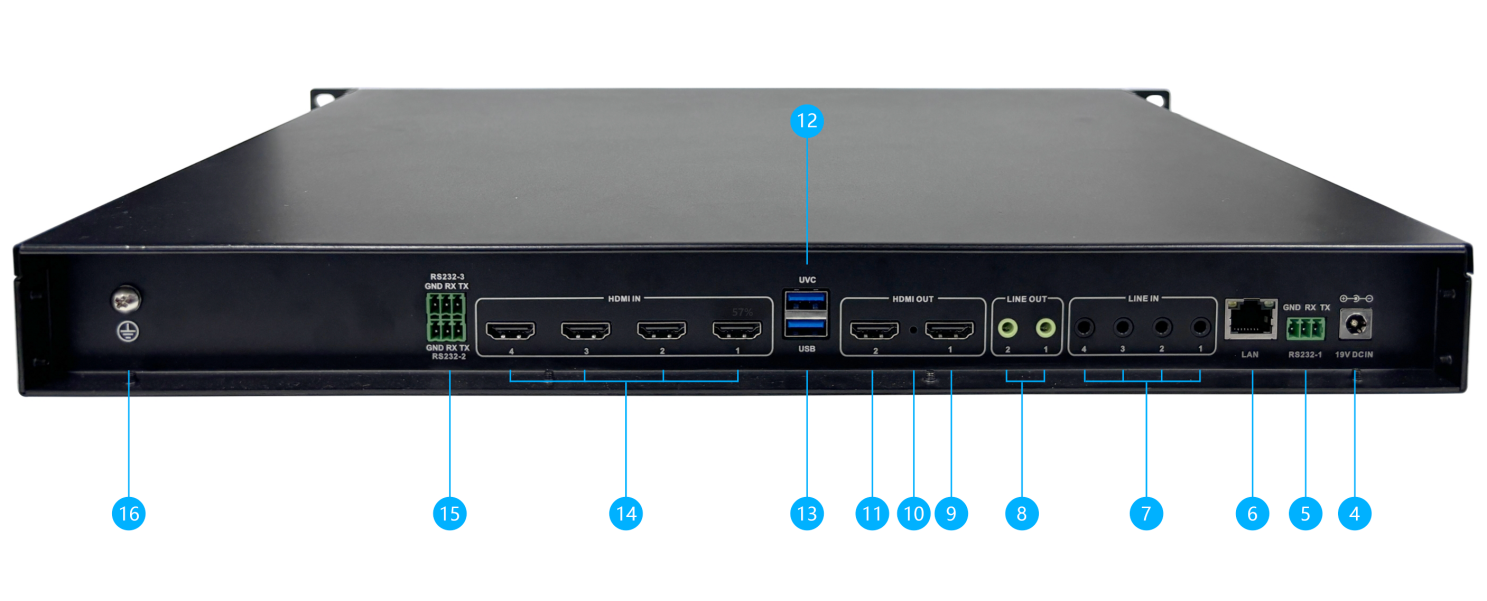 12
RS232-3
GND RX TX
UVC
HDMI IN
HDMI OUT
LINE OUT
LINE IN
GND RX TX
57%
4
3
2
1
2
1
2
1
4
3
2
1
GND RX TX
RS232-2
USB
LAN
RS232-1
19V DC IN
16
15
14
13
11
10
9
8
7
6
5
4